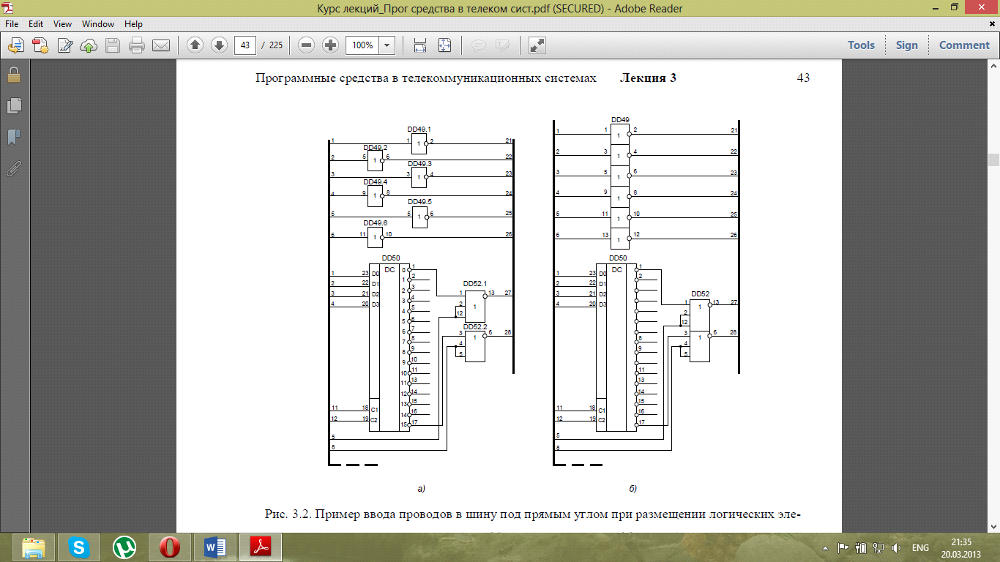 Курс лекций_Прог средства в телеком сист.pdf (SECURED) - Adobe Reader
File Edit View Window Help
43 / 225 100% Tools Sign Comment
Программные средства в телекоммуникационных системах Лекция 3 43
DD49.1
1 1 1 2 21
DD49.2
2 5 1 6 22
DD49.3
3 3 1 4 23
DD49.4
4 9 1 8 24
DD49.5
5 5 1 6 25
DD49.6
6 11 1 10 26
DD50
DC 0 1
1 23 D0 1 2
2 22 D1 2 3
3 21 D2 3 4
4 20 D3 4 5
5 6
6 7
7 8
8 9
9 10
10 11
11 13
12 14
13 15
11 18 C1 14 16
12 19 C2 15 17
5
8
DD52.1
1 13 27
2 1
12
DD52.2
3 1 6 28
4
5
а)
DD49
1 1 1 2 21
2 3 1 4 22
3 5 1 6 23
4 9 1 8 24
5 11 1 10 25
6 13 1 12 26
DD50
DC 1
1 23 D0 2
2 22 D1
3 21 D2
4 20 D3
8
9
11
13
14
15
11 18 C1 16
12 19 C2 17
5
8
DD52
1 1 13 27
2
12
3 1 6 28
4
5
б)
Рис. 3.2. Пример ввода проводов в шину под прямым углом при размещении логических эле-
ENG 21:35
20.03.2013